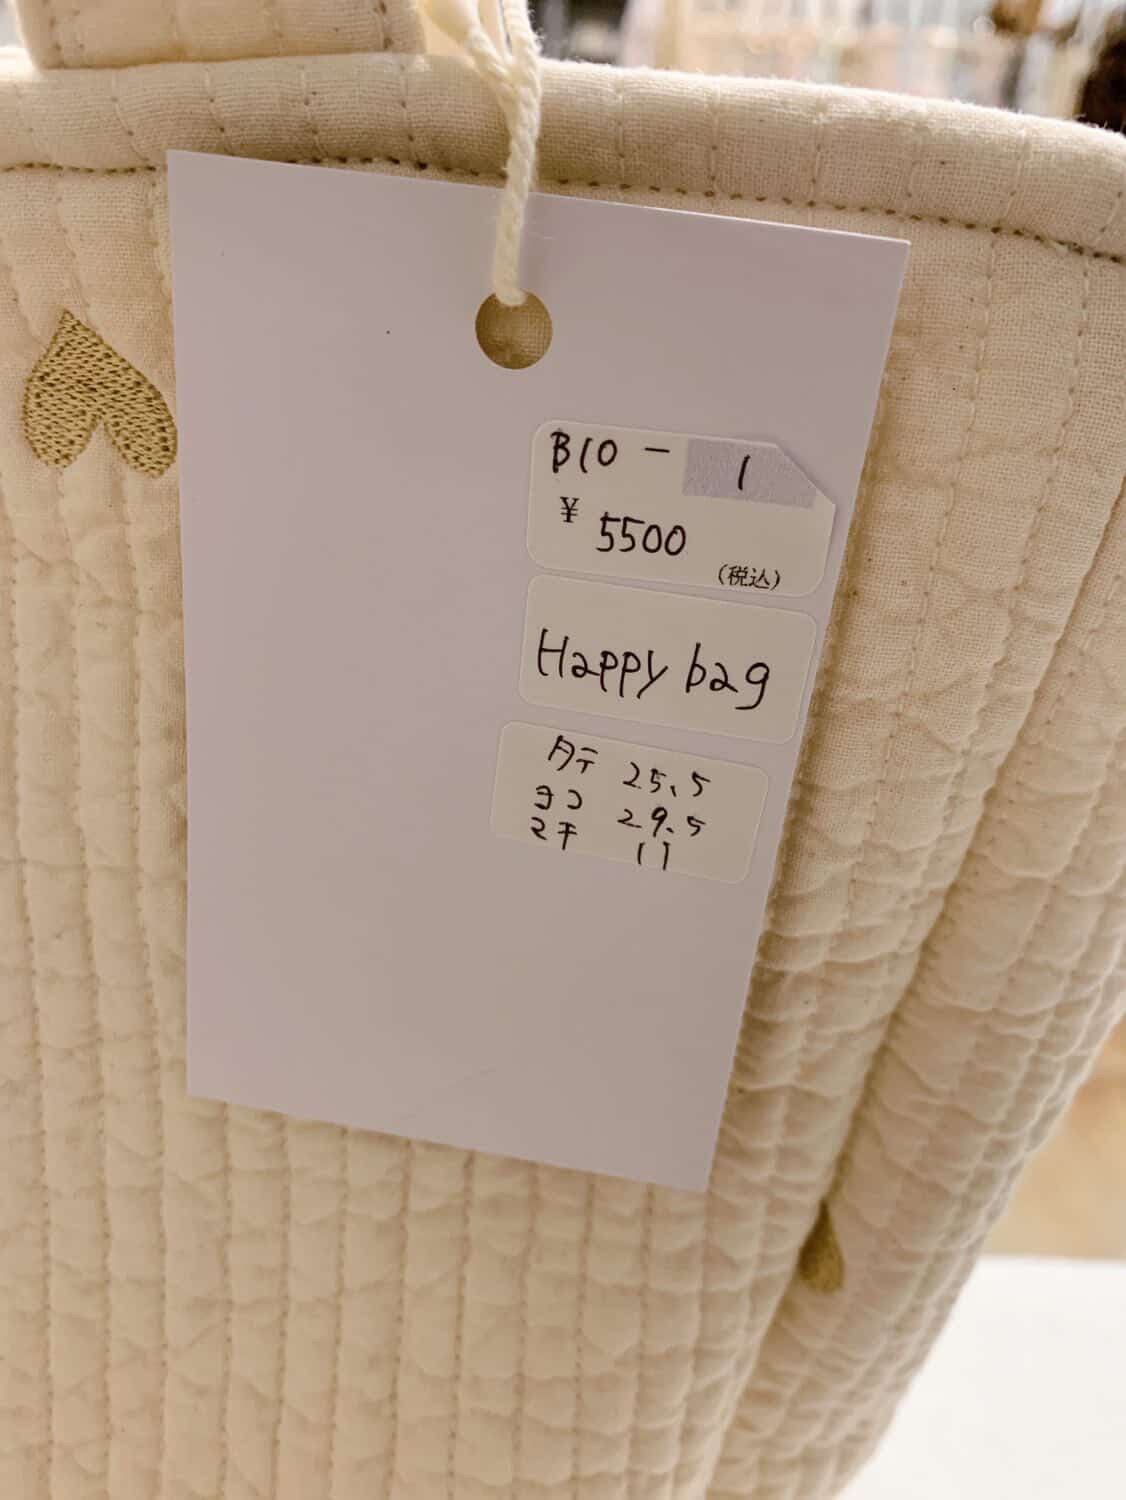 B10 - 1
¥ 5500
(税込)
Happy bag
タテ 25.5
ヨコ 29.5
マチ 11